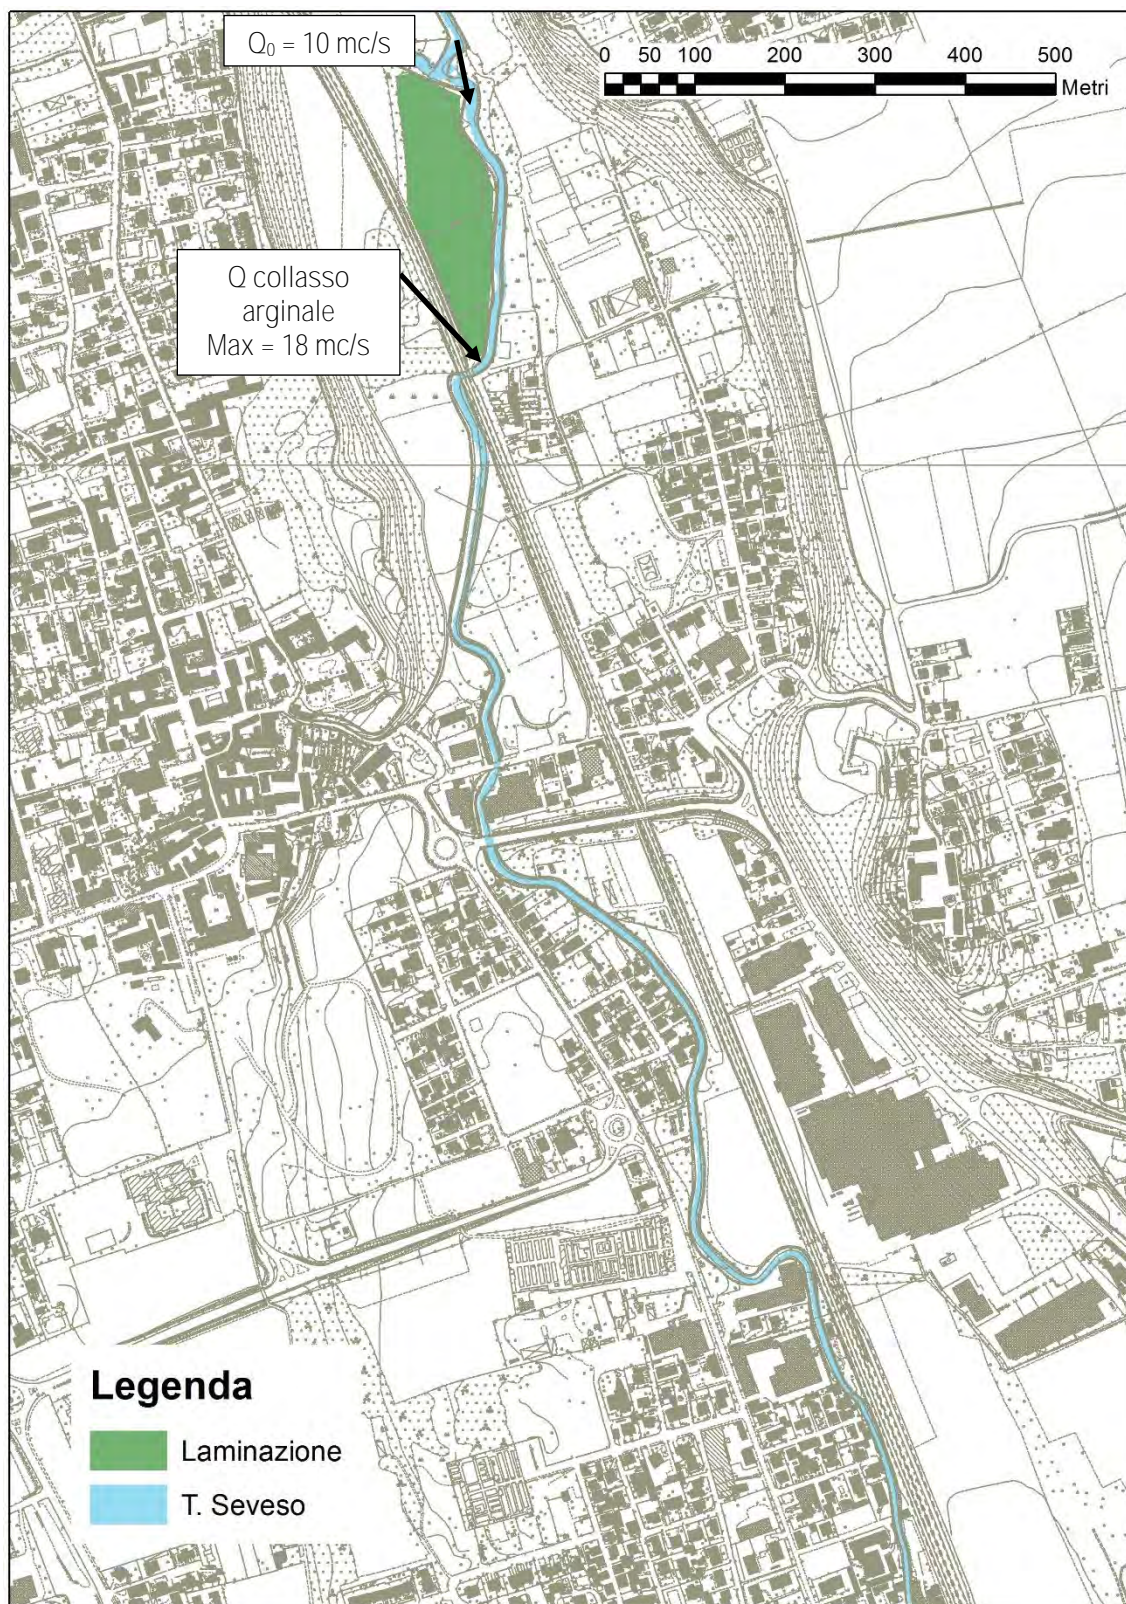 Q₀ = 10 mc/s
0 50 100 200 300 400 500
Metri
Q collasso
arginale
Max = 18 mc/s
Legenda
Laminazione
T. Seveso